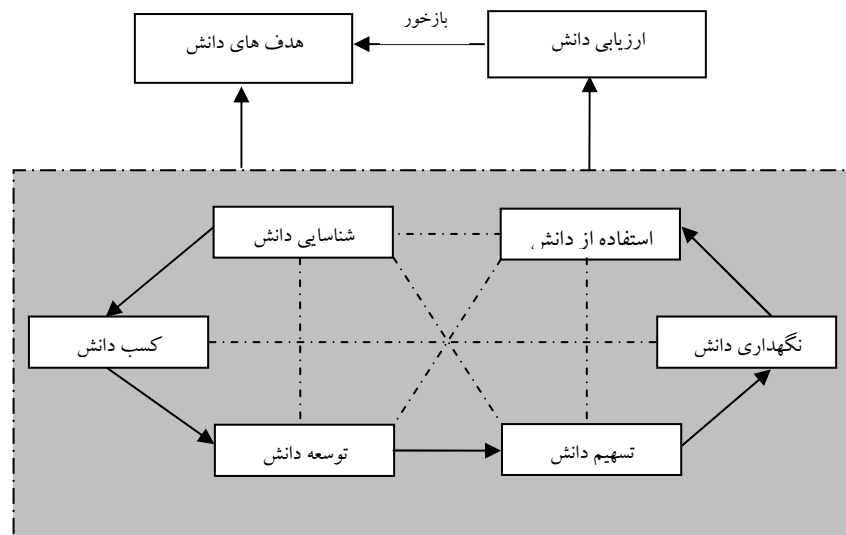 بازخور
ارزیابی دانش
هدف های دانش
استفاده از دانش
شناسایی دانش
نگهداری دانش
کسب دانش
تسهیم دانش
توسعه دانش